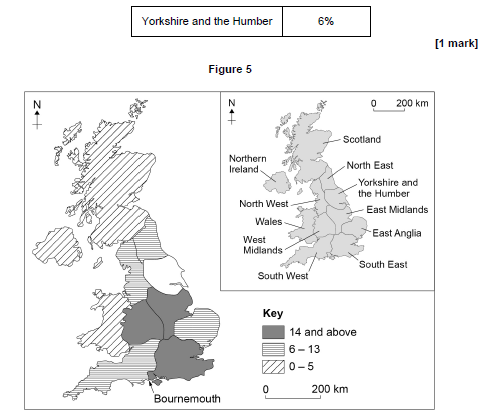 Yorkshire and the Humber 6%
[1 mark]
Figure 5
N
N
0 200 km
Scotland
Northern
Ireland
North East
Yorkshire and
the Humber
North West
East Midlands
Wales
East Anglia
West
Midlands
South East
South West
Key
14 and above
6 – 13
0 – 5
0 200 km
Bournemouth